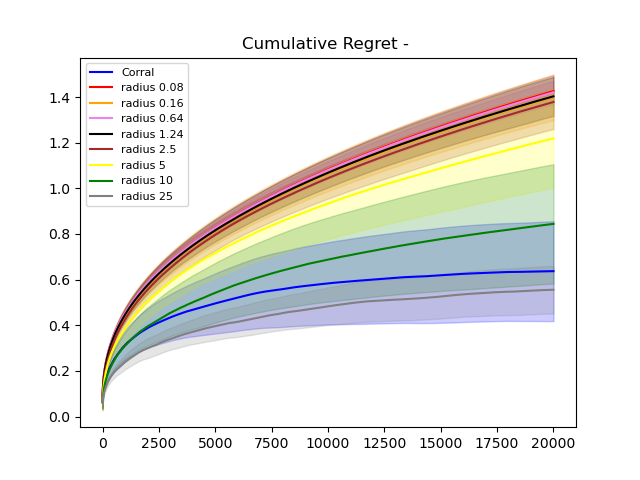 Cumulative Regret -
Corral
radius 0.08
radius 0.16
radius 0.64
radius 1.24
radius 2.5
radius 5
radius 10
radius 25
1.4
1.2
1.0
0.8
0.6
0.4
0.2
0.0
0 2500 5000 7500 10000 12500 15000 17500 20000